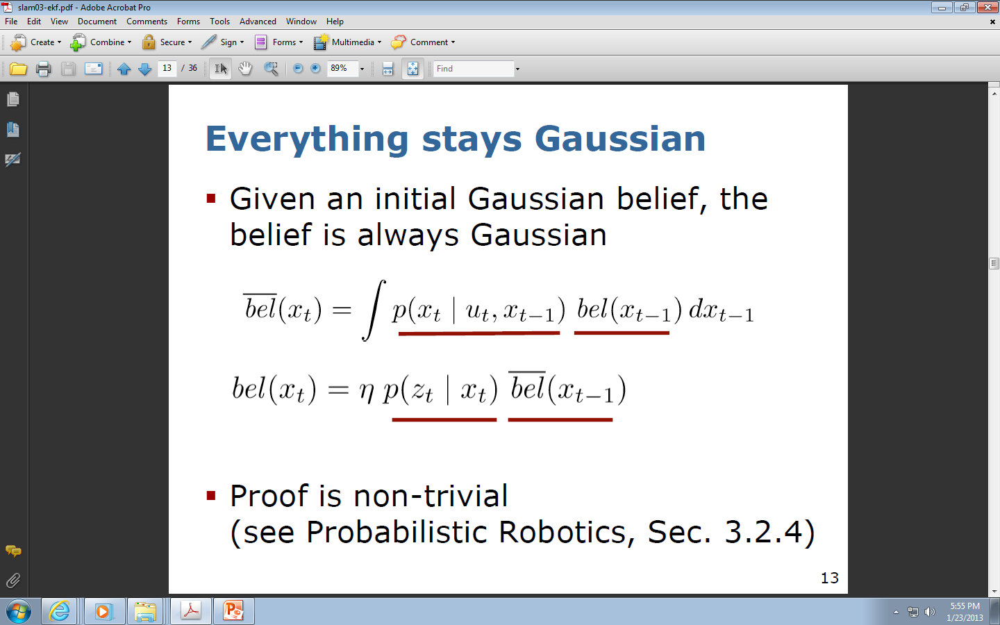 slam03-ekf.pdf - Adobe Acrobat Pro
File Edit View Document Comments Forms Tools Advanced Window Help
Create Combine Secure Sign Forms Multimedia Comment
13 / 36 89% Find
Everything stays Gaussian
▪ Given an initial Gaussian belief, the
belief is always Gaussian
$\overline{bel}(x_t) = \int p(x_t \mid u_t, x_{t-1})\ bel(x_{t-1})\, dx_{t-1}$
$bel(x_t) = \eta\ p(z_t \mid x_t)\ \overline{bel}(x_{t-1})$
▪ Proof is non-trivial
(see Probabilistic Robotics, Sec. 3.2.4)
13
5:55 PM
1/23/2013